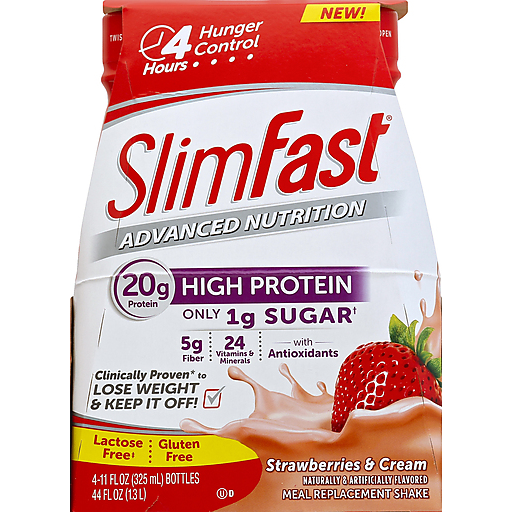 NEW!
TWIS
OPEN
4 Hunger
Control
Hours
SlimFast®
ADVANCED NUTRITION
20g
Protein
HIGH PROTEIN
ONLY 1g SUGAR†
5g
Fiber
24
Vitamins &
Minerals
with
Antioxidants
Clinically Proven* to
LOSE WEIGHT
& KEEP IT OFF!
Lactose
Free‡
Gluten
Free
4-11 FL OZ (325 mL) BOTTLES
44 FL OZ (1.3 L)
U D
Strawberries & Cream
NATURALLY & ARTIFICIALLY FLAVORED
MEAL REPLACEMENT SHAKE